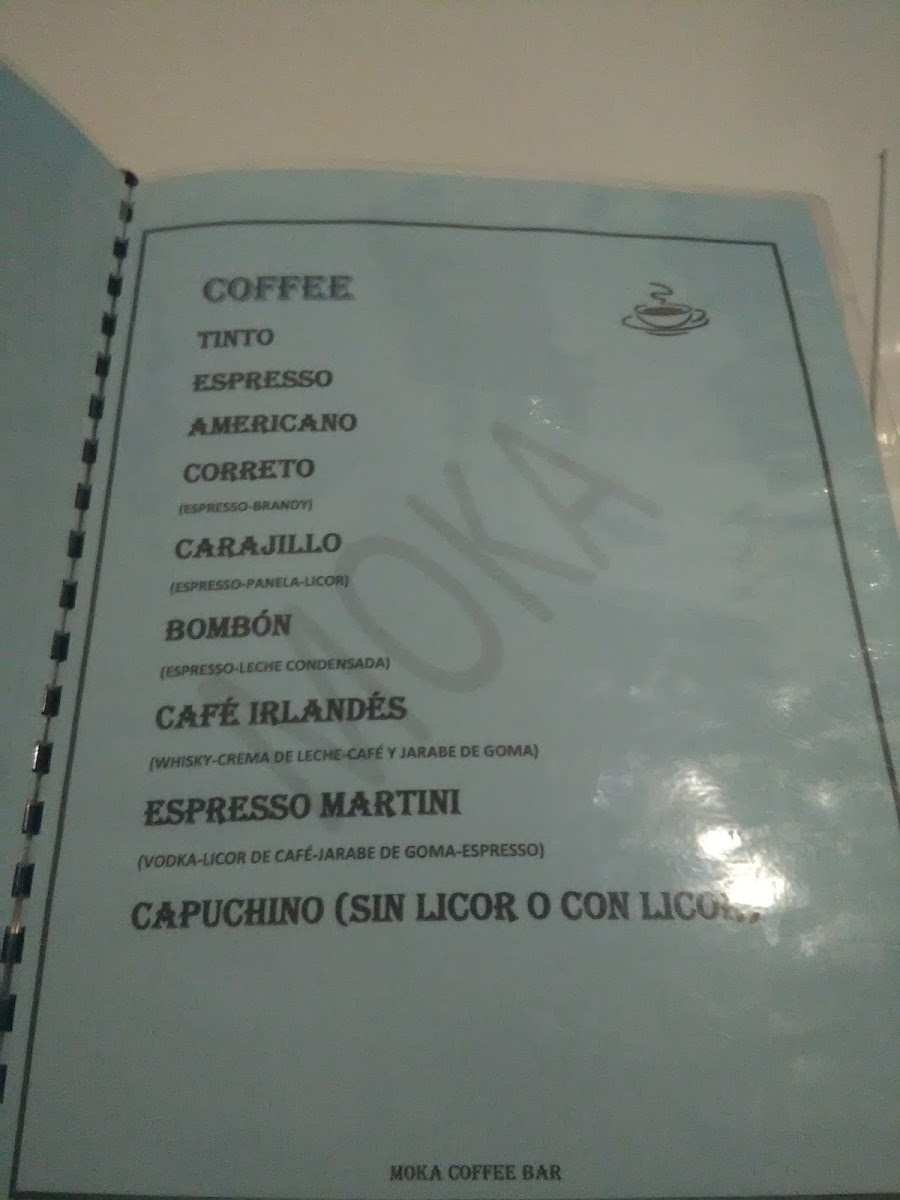 COFFEE
TINTO
ESPRESSO
AMERICANO
CORRETO
(ESPRESSO-BRANDY)
CARAJILLO
(ESPRESSO-PANELA-LICOR)
BOMBÓN
(ESPRESSO-LECHE CONDENSADA)
CAFÉ IRLANDÉS
(WHISKY-CREMA DE LECHE-CAFÉ Y JARABE DE GOMA)
ESPRESSO MARTINI
(VODKA-LICOR DE CAFÉ-JARABE DE GOMA-ESPRESSO)
CAPUCHINO (SIN LICOR O CON LICOR)
MOKA
MOKA COFFEE BAR